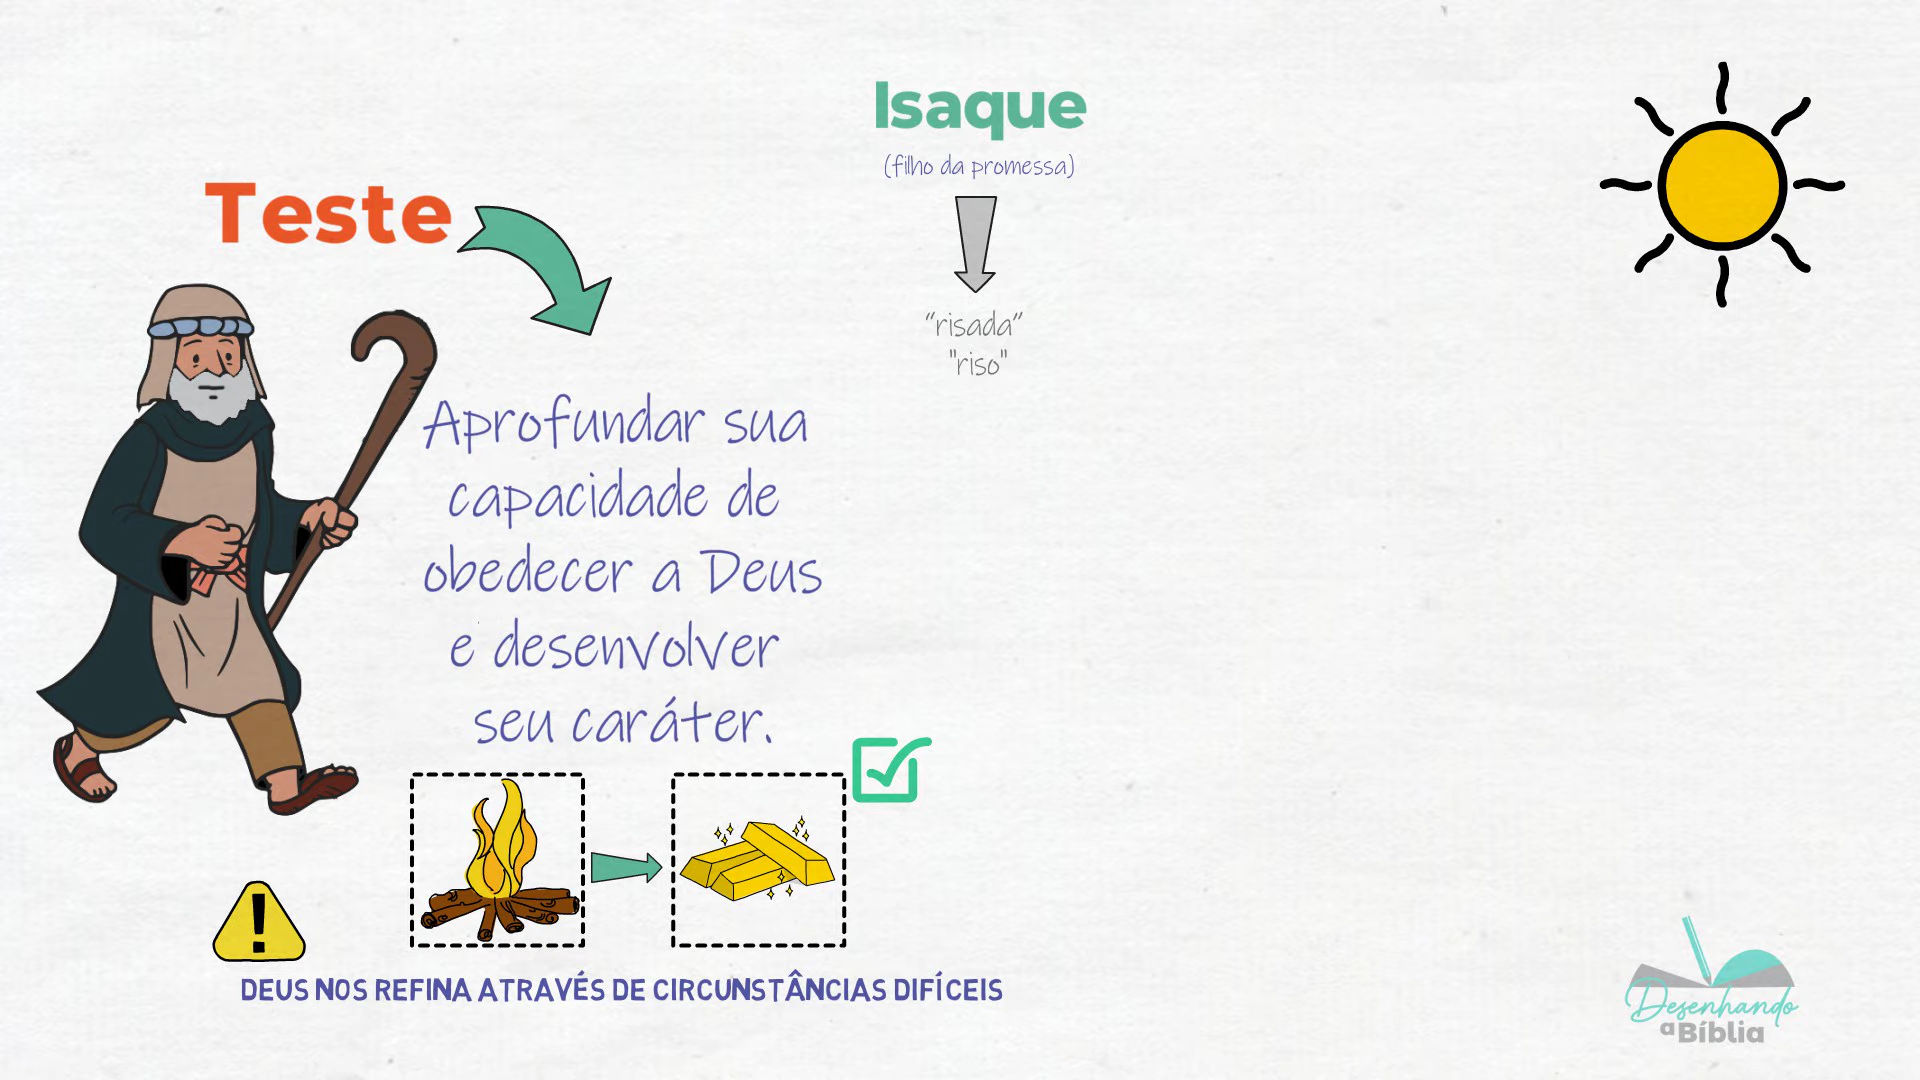 Isaque
(filho da promessa)
Teste
“risada”
"riso"
Aprofundar sua
capacidade de
obedecer a Deus
e desenvolver
seu caráter.
DEUS NOS REFINA ATRAVÉS DE CIRCUNSTÂNCIAS DIFÍCEIS
Desenhando
a Bíblia